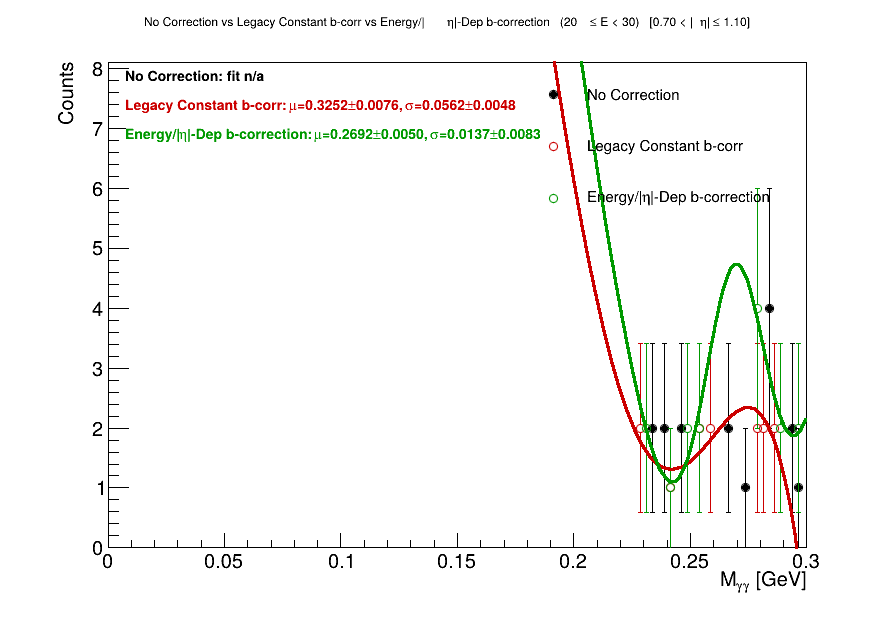 No Correction vs Legacy Constant b-corr vs Energy/| η|-Dep b-correction (20 ≤ E < 30) [0.70 < | η| ≤ 1.10]
Counts
8
7
6
5
4
3
2
1
0
No Correction: fit n/a
Legacy Constant b-corr: μ=0.3252±0.0076, σ=0.0562±0.0048
Energy/|η|-Dep b-correction: μ=0.2692±0.0050, σ=0.0137±0.0083
No Correction
Legacy Constant b-corr
Energy/|η|-Dep b-correction
0 0.05 0.1 0.15 0.2 0.25 0.3
Mγγ [GeV]